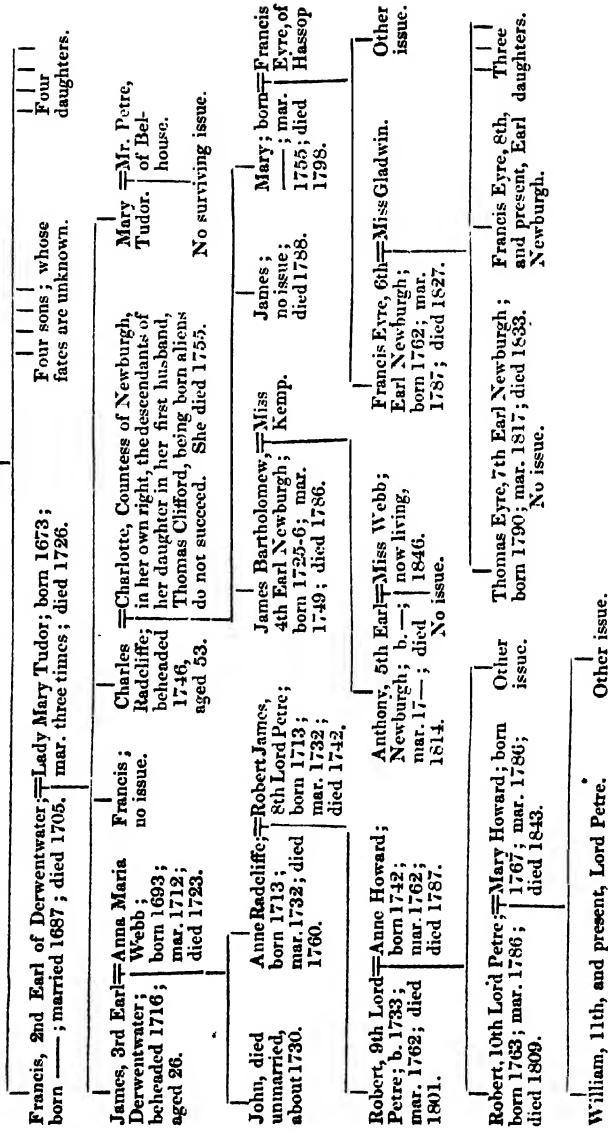 Francis, 2nd Earl of Derwentwater;=Lady Mary Tudor; born 1673;
born ——; married 1687; died 1705. mar. three times; died 1726.
Four sons; whose
fates are unknown.
Four
daughters.
James, 3rd Earl=Anna Maria
Derwentwater; Webb;
beheaded 1716; born 1693;
aged 26. mar. 1712;
died 1723.
Francis;
no issue.
Charles =Charlotte, Countess of Newburgh,
Radcliffe; in her own right, the descendants of
beheaded her daughter in her first husband,
1746, Thomas Clifford, being born aliens
aged 53. do not succeed. She died 1755.
Mary =Mr. Petre,
Tudor. of Bel-
house.
No surviving issue.
John, died
unmarried,
about 1730.
Anne Radcliffe;=Robert James,
born 1713; 8th Lord Petre;
mar. 1732; died born 1713;
1760. mar. 1732;
died 1742.
James Bartholomew,=Miss
4th Earl Newburgh; Kemp.
born 1725-6; mar.
1749; died 1786.
James;
no issue;
died 1788.
Mary; born=Francis
——; mar. Eyre, of
1755; died Hassop
1798.
Robert, 9th Lord=Anne Howard;
Petre; b. 1733; born 1742;
mar. 1762; died mar. 1762;
1801. died 1787.
Anthony, 5th Earl=Miss Webb;
Newburgh; b.—; now living,
mar. 17—; died 1846.
1814. No issue.
Francis Eyre, 6th=Miss Gladwin.
Earl Newburgh;
born 1762; mar.
1787; died 1827.
Other
issue.
Robert, 10th Lord Petre;=Mary Howard; born
born 1763; mar. 1786; 1767; mar. 1786;
died 1809. died 1843.
Other
issue.
Thomas Eyre, 7th Earl Newburgh;
born 1790; mar. 1817; died 1833.
No issue.
Francis Eyre, 8th,
and present, Earl
Newburgh.
Three
daughters.
William, 11th, and present, Lord Petre.
Other issue.